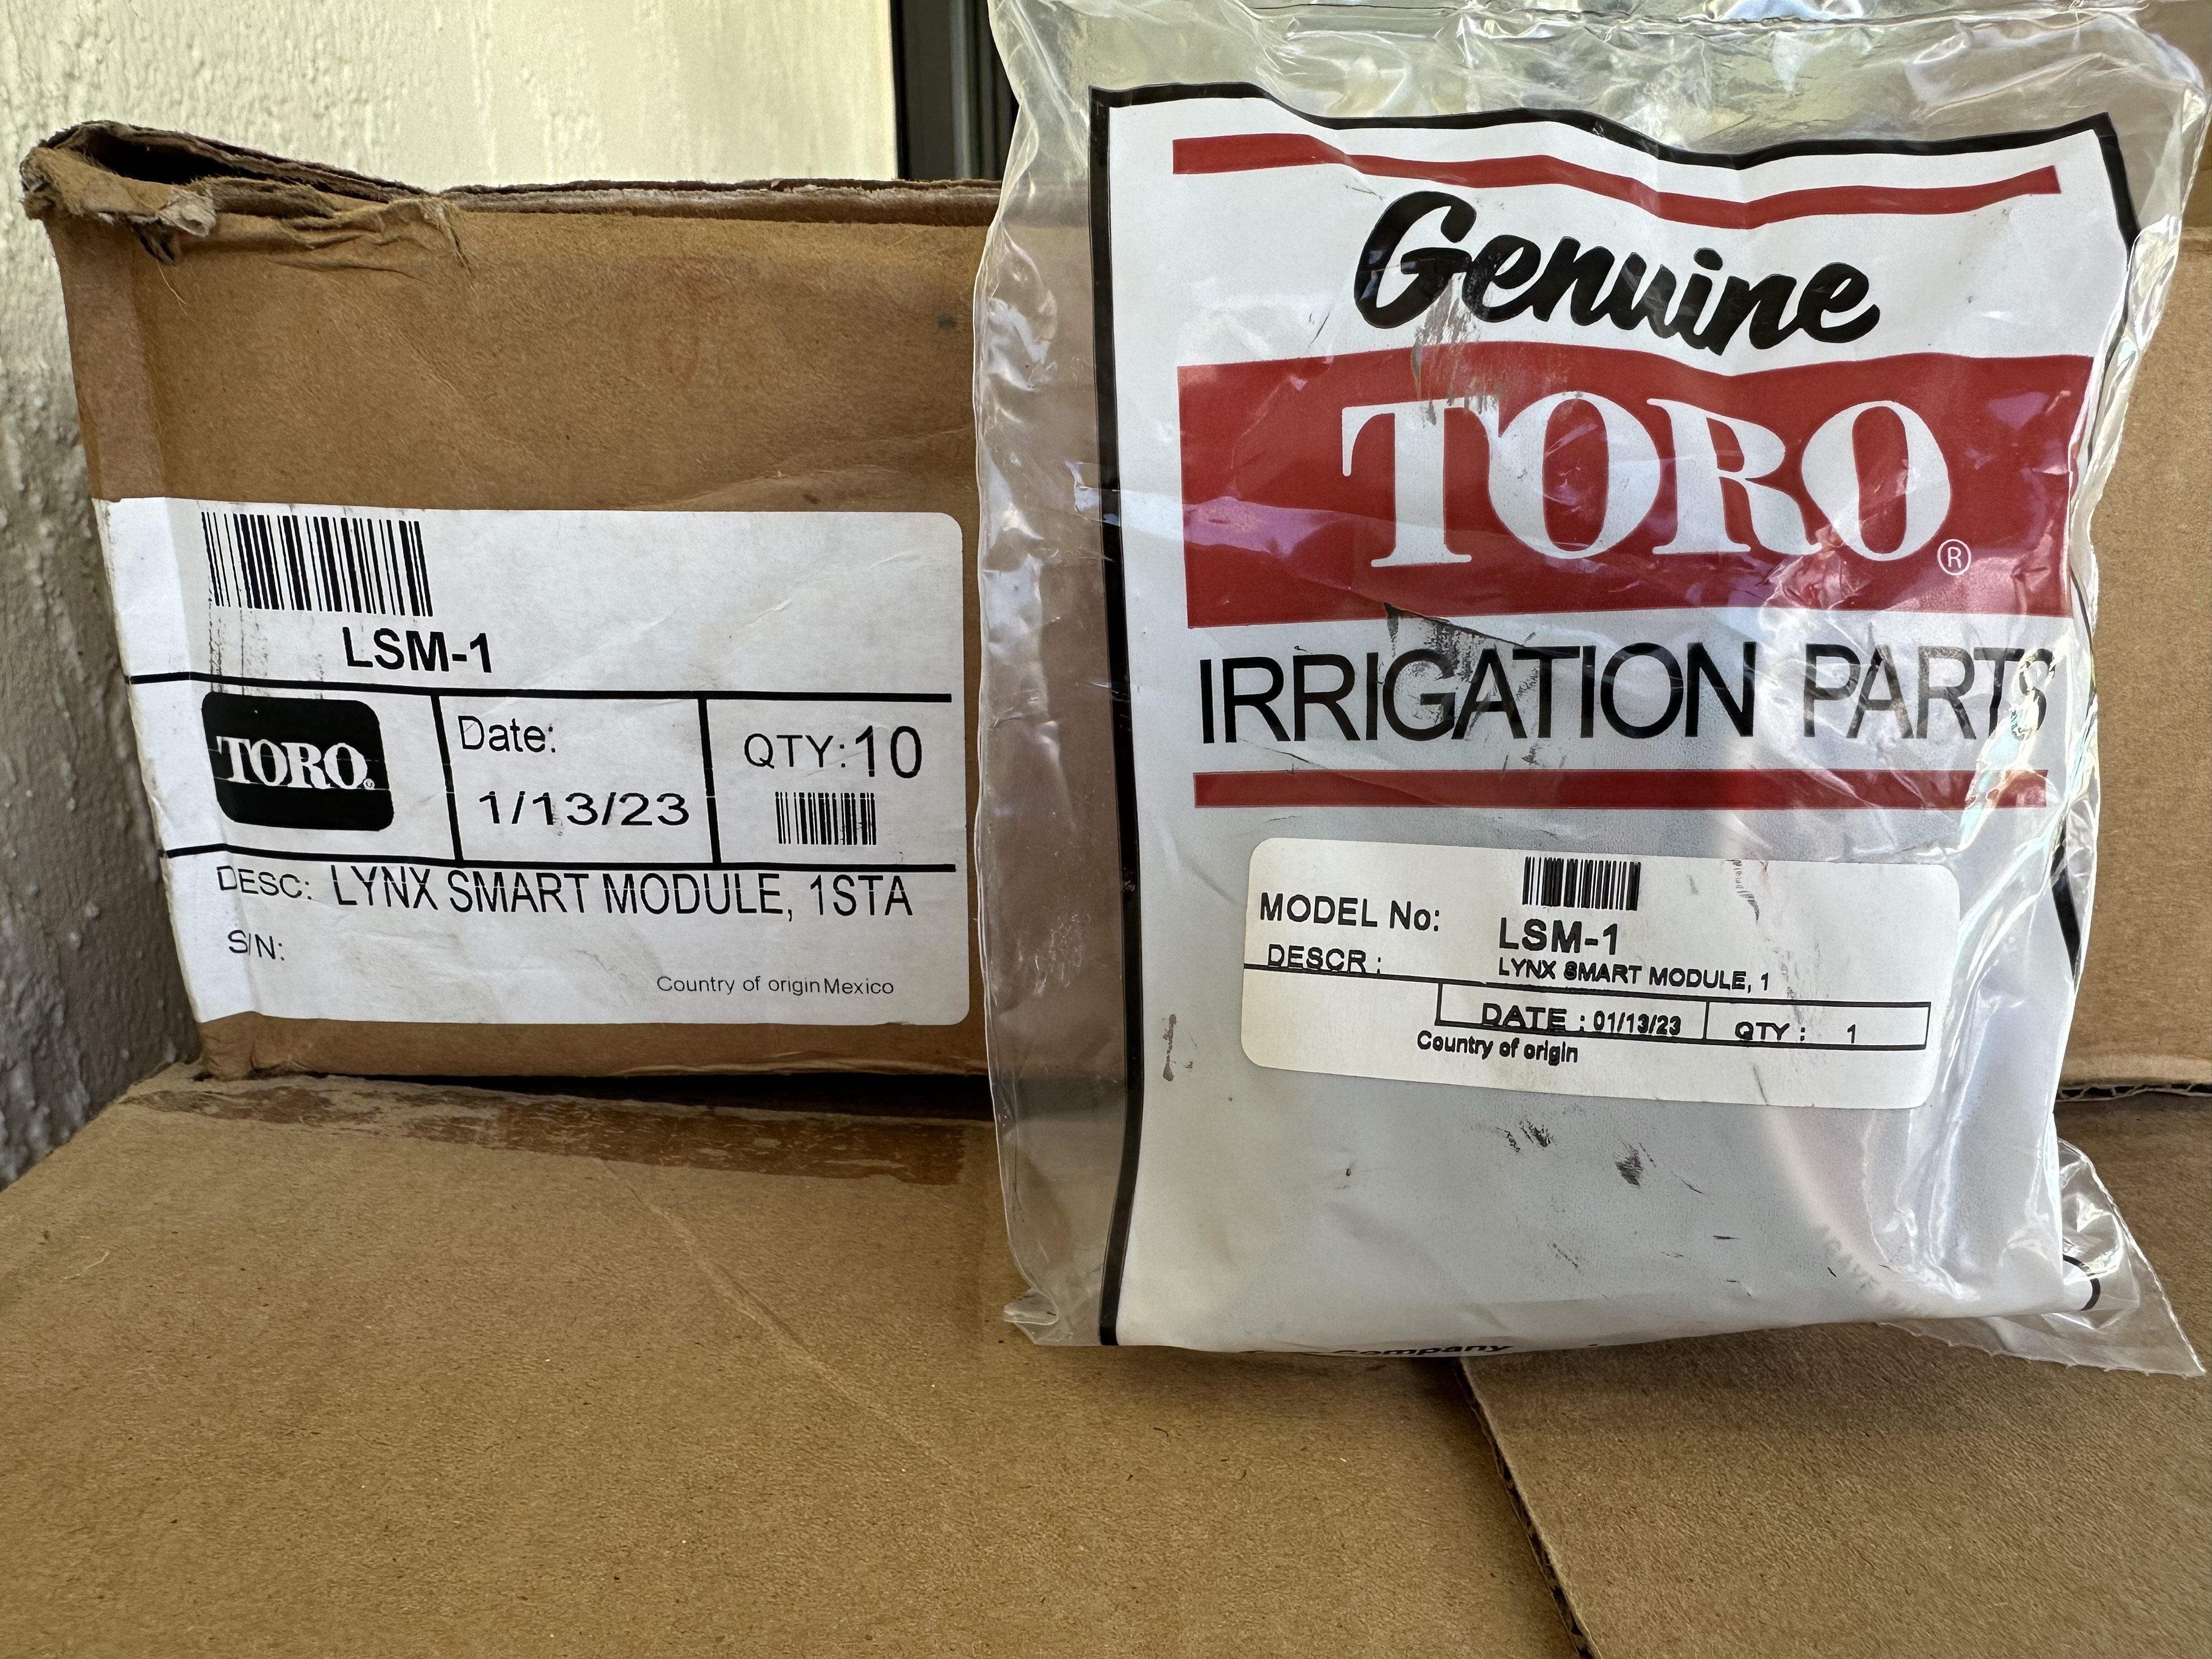 LSM-1
TORO®
Date:
1/13/23
QTY:10
DESC: LYNX SMART MODULE, 1STA
S/N:
Country of origin Mexico
Genuine
TORO®
IRRIGATION PARTS
MODEL No: LSM-1
DESCR : LYNX SMART MODULE, 1
DATE : 01/13/23 QTY : 1
Country of origin
Company